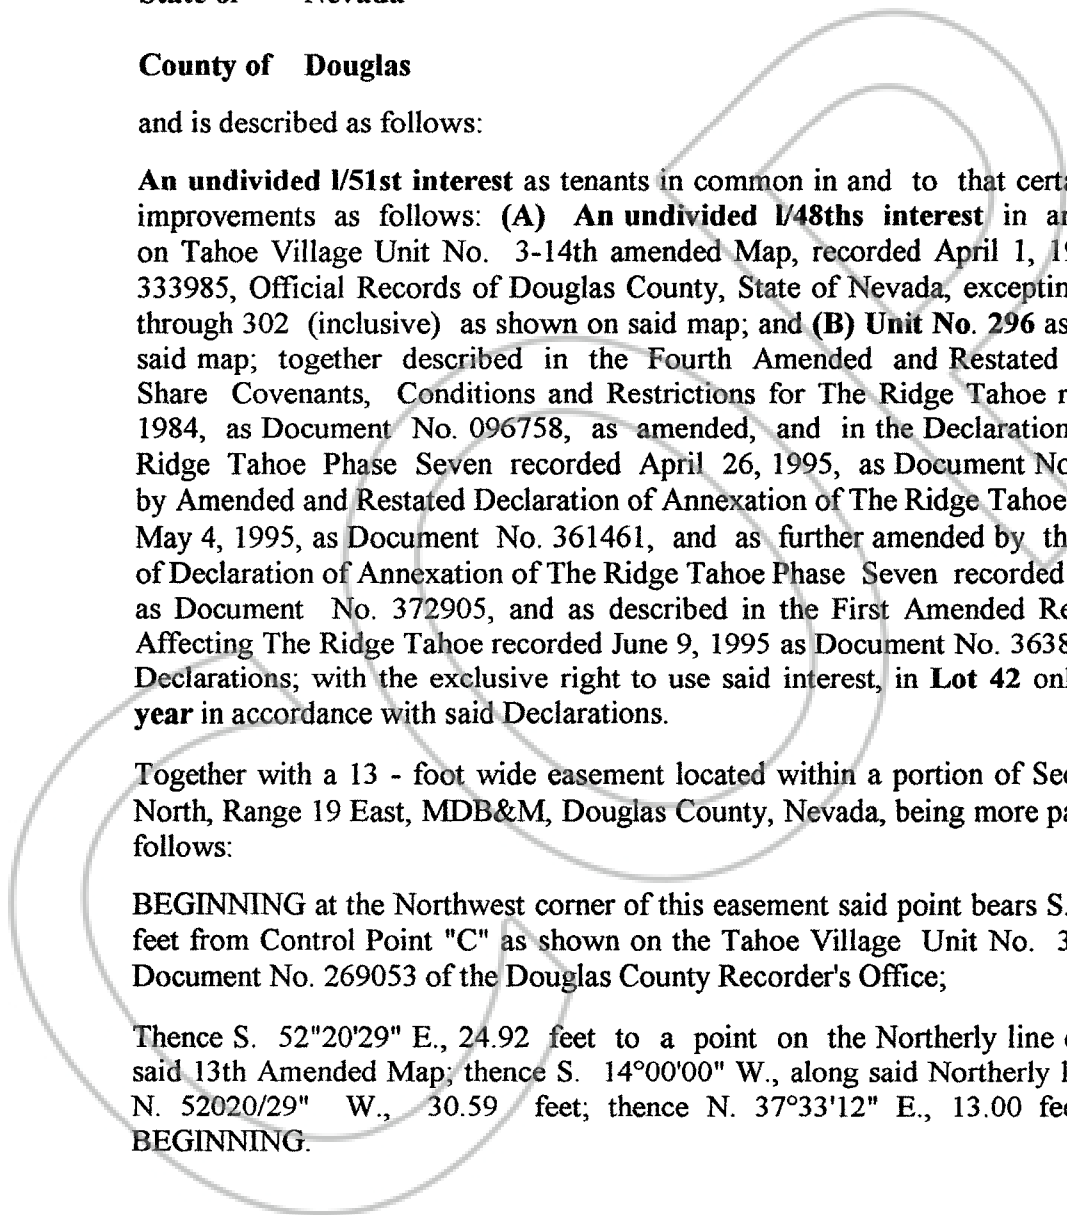 State of Nevada
County of Douglas
and is described as follows:
An undivided l/51st interest as tenants in common in and to that
improvements as follows: (A) An undivided l/48ths interest in
on Tahoe Village Unit No. 3-14th amended Map, recorded April 1,
333985, Official Records of Douglas County, State of Nevada,
through 302 (inclusive) as shown on said map; and (B) Unit No. 296 as
said map; together described in the Fourth Amended and Restated
Share Covenants, Conditions and Restrictions for The Ridge Tahoe
1984, as Document No. 096758, as amended, and in the Declaration
Ridge Tahoe Phase Seven recorded April 26, 1995, as Document
by Amended and Restated Declaration of Annexation of The Ridge Tahoe
May 4, 1995, as Document No. 361461, and as further amended by
of Declaration of Annexation of The Ridge Tahoe Phase Seven recorded
as Document No. 372905, and as described in the First Amended
Affecting The Ridge Tahoe recorded June 9, 1995 as Document No.
Declarations; with the exclusive right to use said interest, in Lot 42
year in accordance with said Declarations.
Together with a 13 - foot wide easement located within a portion of
North, Range 19 East, MDB&M, Douglas County, Nevada, being more
follows:
BEGINNING at the Northwest corner of this easement said point bears S.
feet from Control Point "C" as shown on the Tahoe Village Unit No. 3
Document No. 269053 of the Douglas County Recorder's Office;
Thence S. 52"20'29" E., 24.92 feet to a point on the Northerly line
said 13th Amended Map; thence S. 14°00'00" W., along said Northerly
N. 52020/29" W., 30.59 feet; thence N. 37°33'12" E., 13.00
BEGINNING.
COP